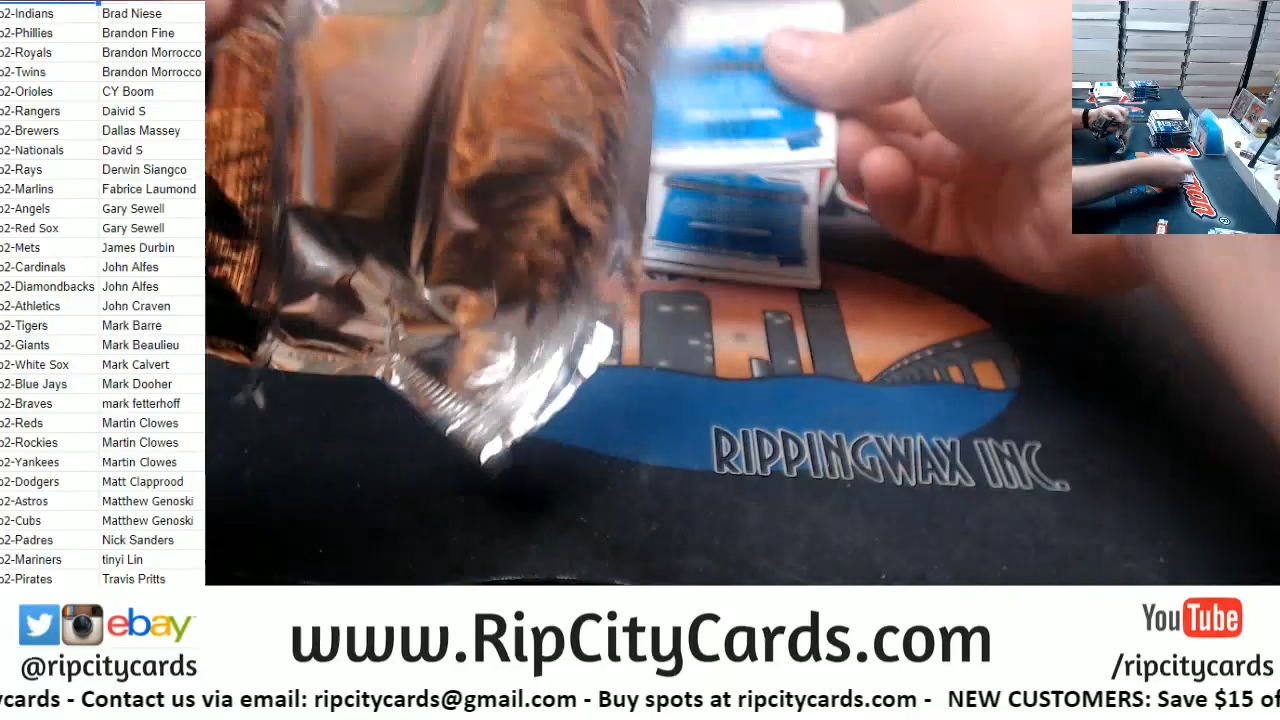 o2-Indians Brad Niese
o2-Phillies Brandon Fine
o2-Royals Brandon Morrocco
o2-Twins Brandon Morrocco
o2-Orioles CY Boom
o2-Rangers Daivid S
o2-Brewers Dallas Massey
o2-Nationals David S
o2-Rays Derwin Siangco
o2-Marlins Fabrice Laumond
o2-Angels Gary Sewell
o2-Red Sox Gary Sewell
o2-Mets James Durbin
o2-Cardinals John Alfes
o2-Diamondbacks John Alfes
o2-Athletics John Craven
o2-Tigers Mark Barre
o2-Giants Mark Beaulieu
o2-White Sox Mark Calvert
o2-Blue Jays Mark Dooher
o2-Braves mark fetterhoff
o2-Reds Martin Clowes
o2-Rockies Martin Clowes
o2-Yankees Martin Clowes
o2-Dodgers Matt Clapprood
o2-Astros Matthew Genoski
o2-Cubs Matthew Genoski
o2-Padres Nick Sanders
o2-Mariners tinyi Lin
o2-Pirates Travis Pritts
RIPPINGWAX INC.
ebay
@ripcitycards
www.RipCityCards.com
YouTube
/ripcitycards
ycards - Contact us via email: ripcitycards@gmail.com - Buy spots at ripcitycards.com - NEW CUSTOMERS: Save $15 of